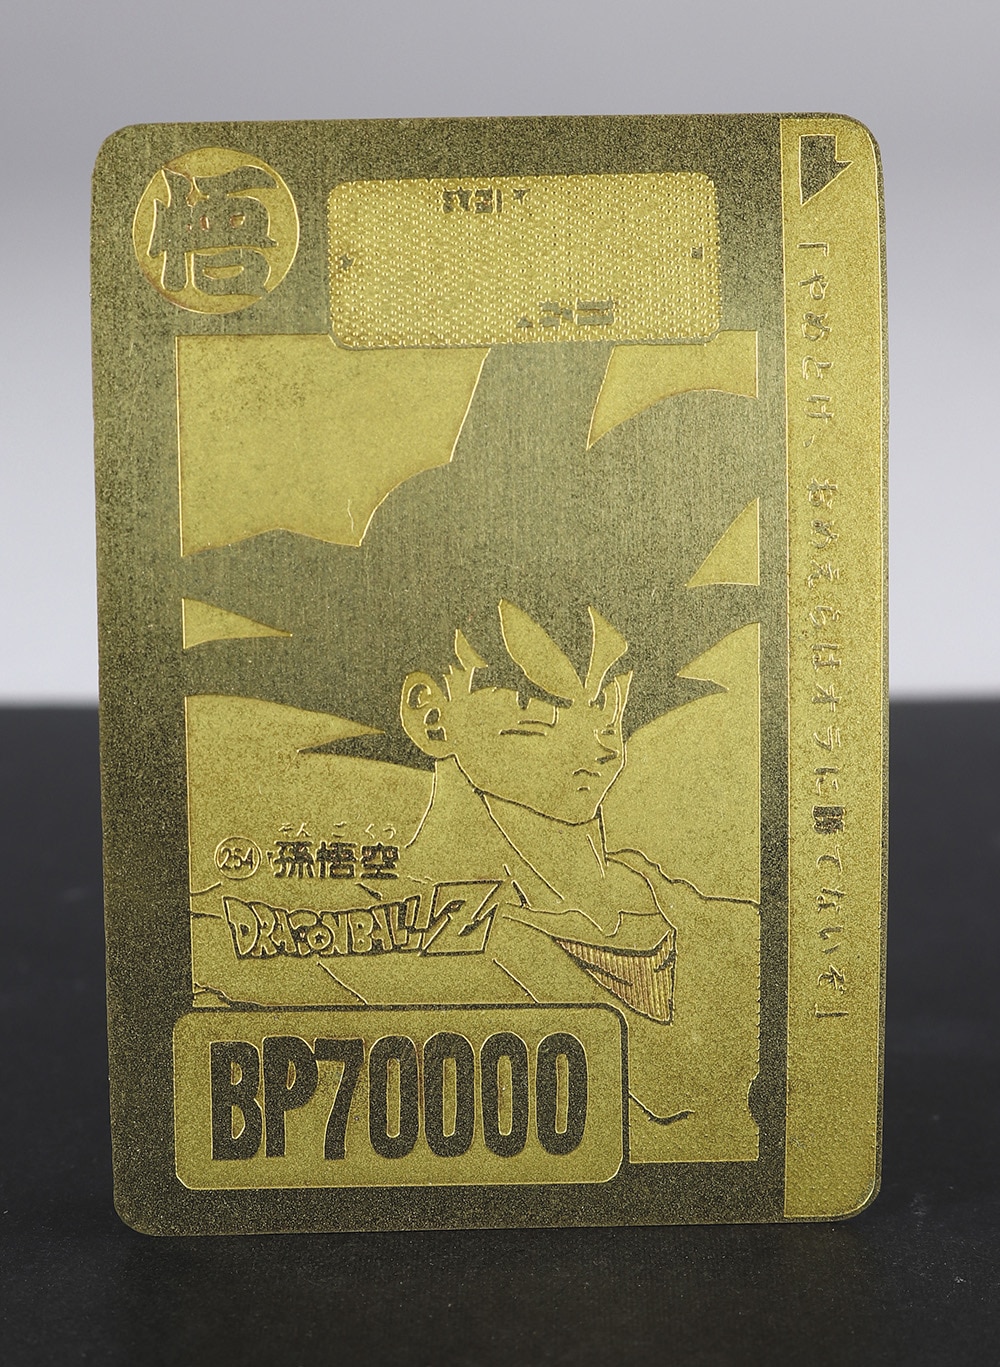 悟
そんごくう
254 孫悟空
DRAGONBALL Z
BP70000
「やめとけ、おめえらはオラに勝てないぞ」